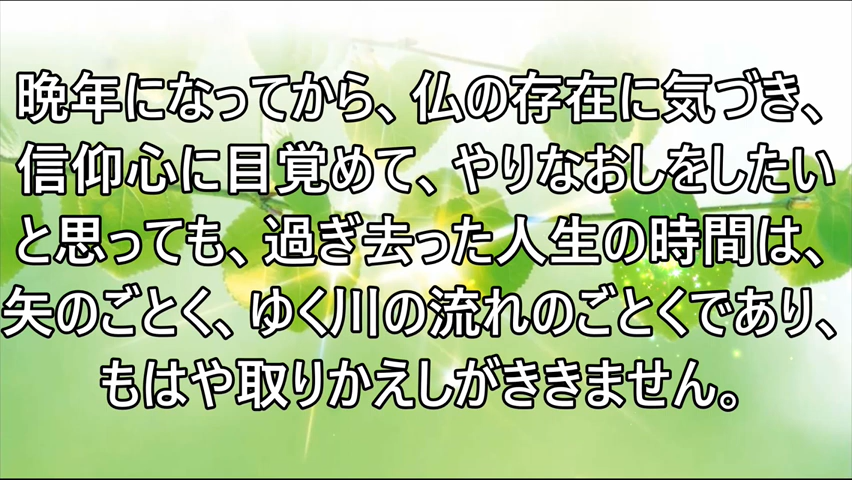 晩年になってから、仏の存在に気づき、
信仰心に目覚めて、やりなおしをしたい
と思っても、過ぎ去った人生の時間は、
矢のごとく、ゆく川の流れのごとくであり、
もはや取りかえしがききません。